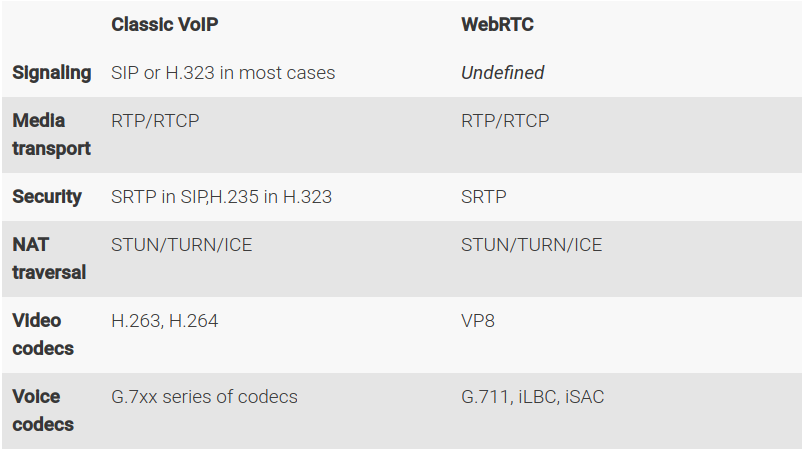 Classic VoIP WebRTC
Signaling SIP or H.323 in most cases Undefined
Media transport RTP/RTCP RTP/RTCP
Security SRTP in SIP,H.235 in H.323 SRTP
NAT traversal STUN/TURN/ICE STUN/TURN/ICE
Video codecs H.263, H.264 VP8
Voice codecs G.7xx series of codecs G.711, iLBC, iSAC